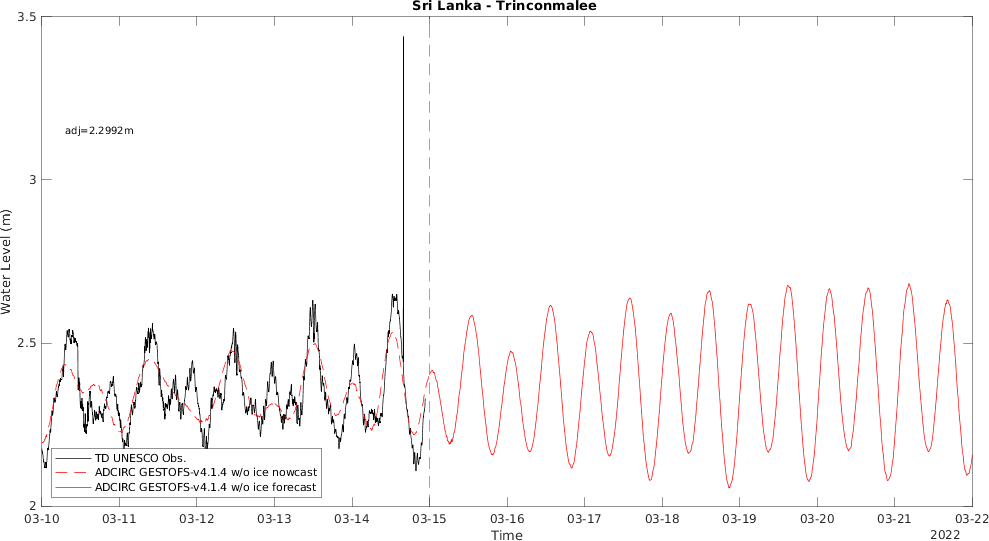 Sri Lanka - Trinconmalee
3.5
3
2.5
2
Water Level (m)
adj=2.2992m
TD UNESCO Obs.
ADCIRC GESTOFS-v4.1.4 w/o ice nowcast
ADCIRC GESTOFS-v4.1.4 w/o ice forecast
03-10 03-11 03-12 03-13 03-14 03-15 03-16 03-17 03-18 03-19 03-20 03-21 03-22
Time
2022